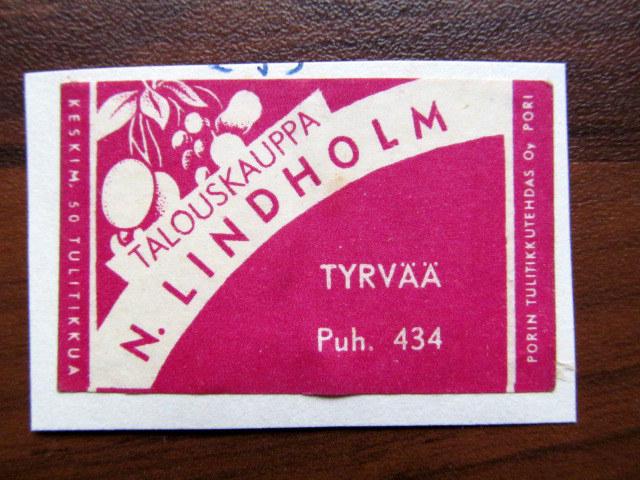 KESKIM. 50 TULITIKKUA
TALOUSKAUPPA
N. LINDHOLM
TYRVÄÄ
Puh. 434
PORIN TULITIKKUTEHDAS Oy PORI